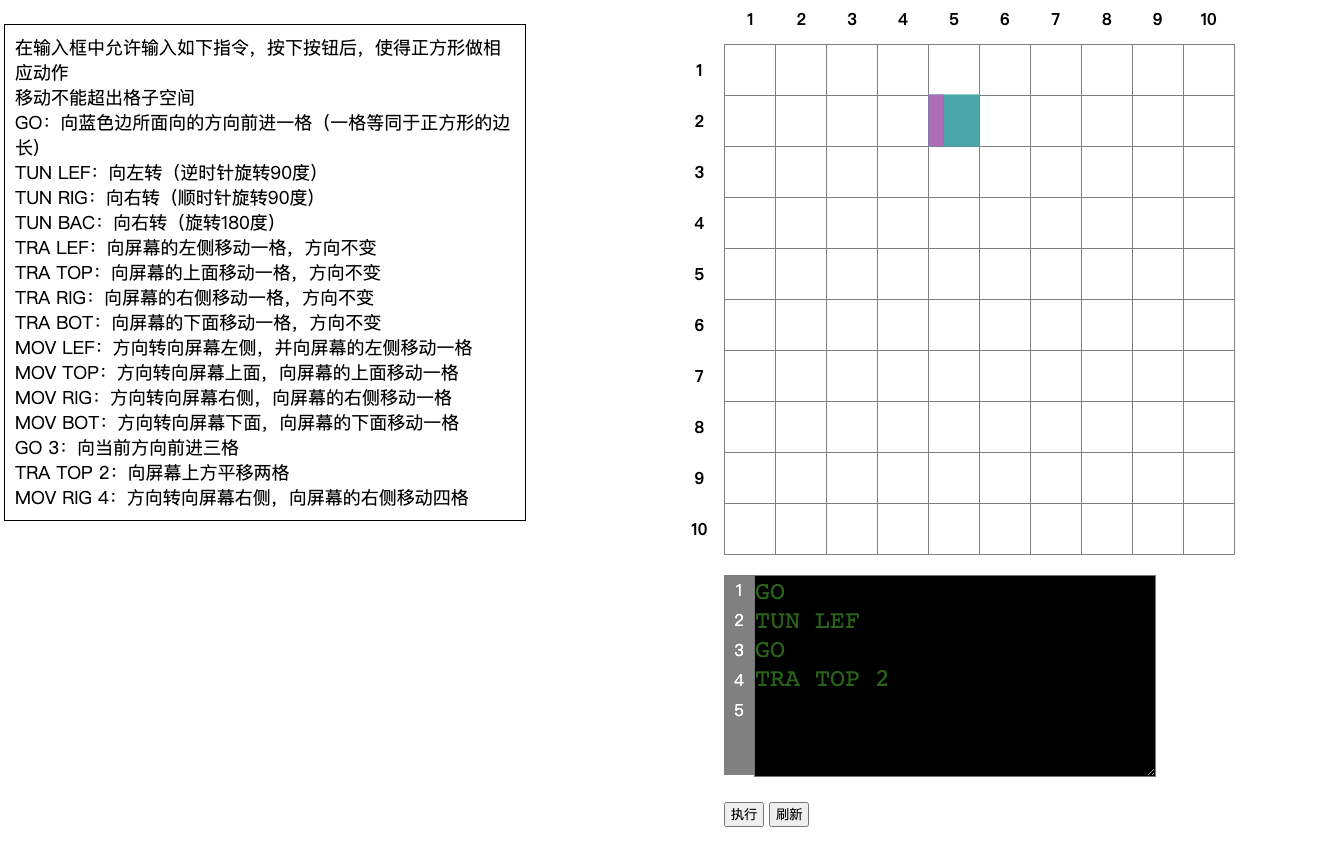 在输入框中允许输入如下指令，按下按钮后，使得正方形做相
应动作
移动不能超出格子空间
GO：向蓝色边所面向的方向前进一格（一格等同于正方形的边
长）
TUN LEF：向左转（逆时针旋转90度）
TUN RIG：向右转（顺时针旋转90度）
TUN BAC：向右转（旋转180度）
TRA LEF：向屏幕的左侧移动一格，方向不变
TRA TOP：向屏幕的上面移动一格，方向不变
TRA RIG：向屏幕的右侧移动一格，方向不变
TRA BOT：向屏幕的下面移动一格，方向不变
MOV LEF：方向转向屏幕左侧，并向屏幕的左侧移动一格
MOV TOP：方向转向屏幕上面，向屏幕的上面移动一格
MOV RIG：方向转向屏幕右侧，向屏幕的右侧移动一格
MOV BOT：方向转向屏幕下面，向屏幕的下面移动一格
GO 3：向当前方向前进三格
TRA TOP 2：向屏幕上方平移两格
MOV RIG 4：方向转向屏幕右侧，向屏幕的右侧移动四格
1 2 3 4 5 6 7 8 9 10
1
2
3
4
5
6
7
8
9
10
1 GO
2 TUN LEF
3 GO
4 TRA TOP 2
5
执行 刷新